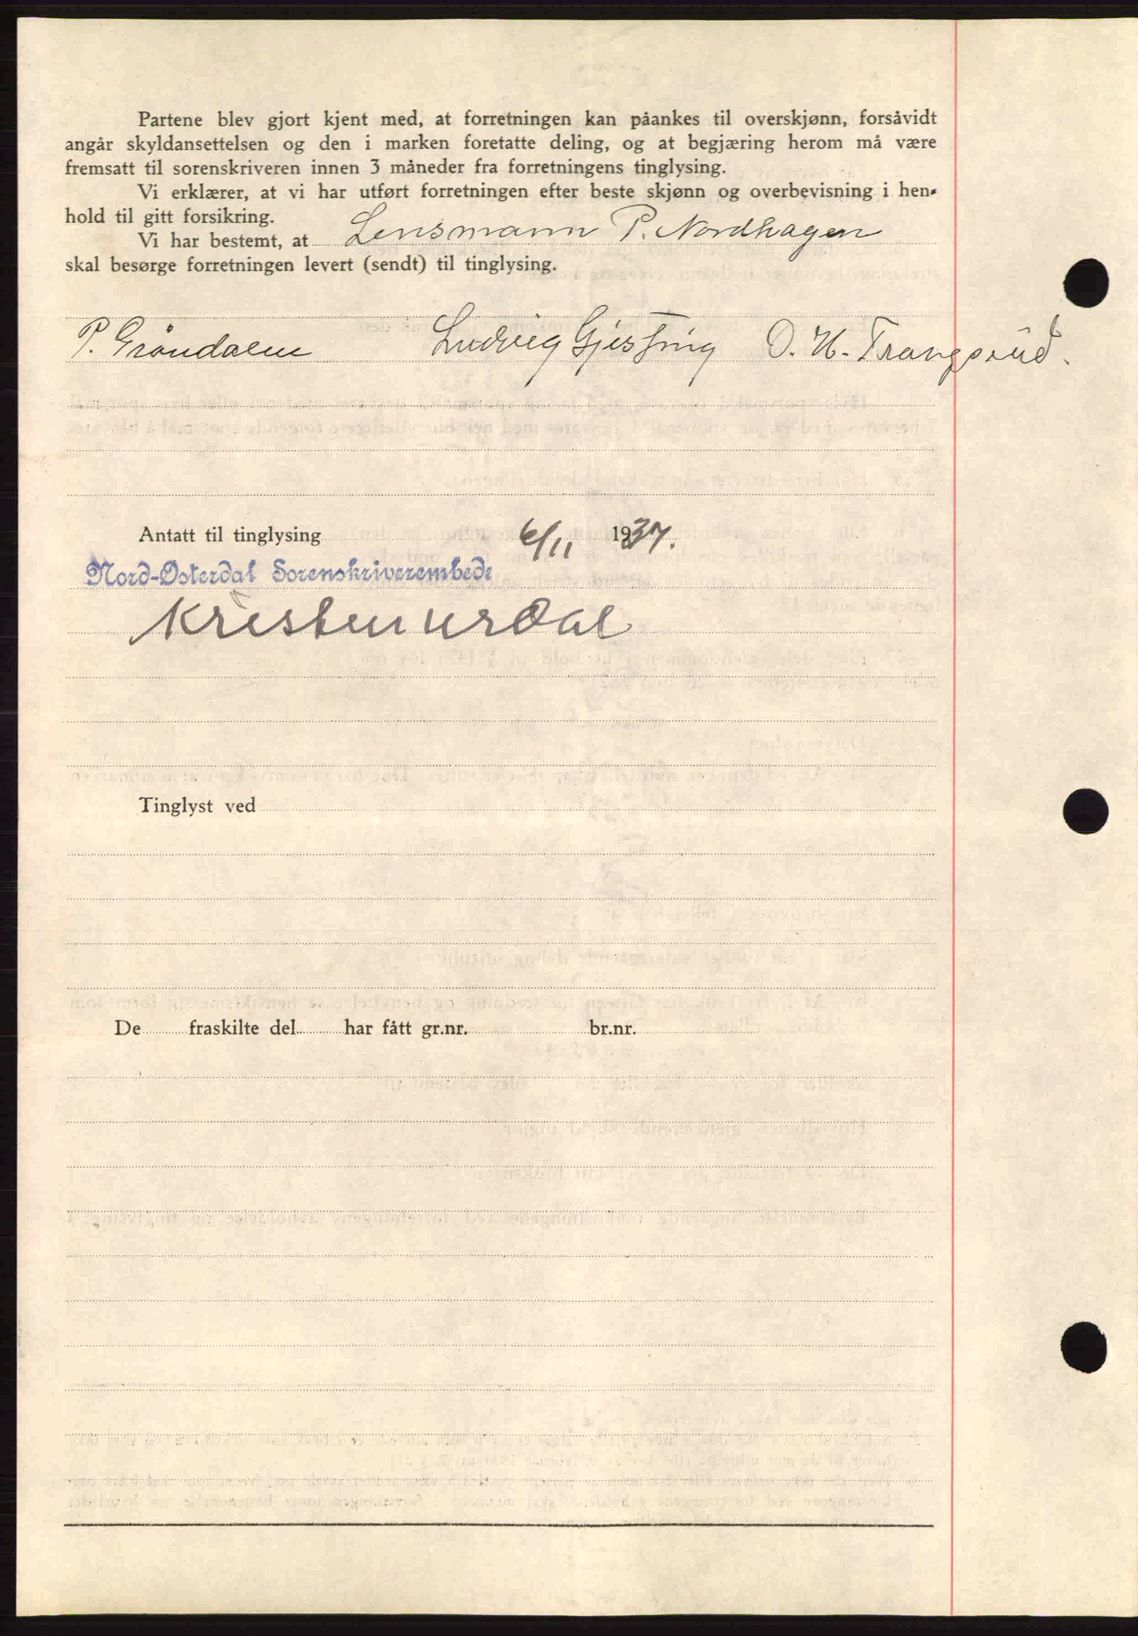 Partene blev gjort kjent med, at forretningen kan påankes til overskjønn, forsåvidt
angår skyldansettelsen og den i marken foretatte deling, og at begjæring herom må være
fremsatt til sorenskriveren innen 3 måneder fra forretningens tinglysing.
Vi erklærer, at vi har utført forretningen efter beste skjønn og overbevisning i hen-
hold til gitt forsikring.
Vi har bestemt, at Lensmann P. Nordhagen
skal besørge forretningen levert (sendt) til tinglysing.
P. Grøndalen Ludvig Gjesting O. H. Trangsrud.
Antatt til tinglysing 6/11 1937.
Nord-Østerdal Sorenskriverembede
Kristen Urdal
Tinglyst ved
De fraskilte del har fått gr.nr. br.nr.